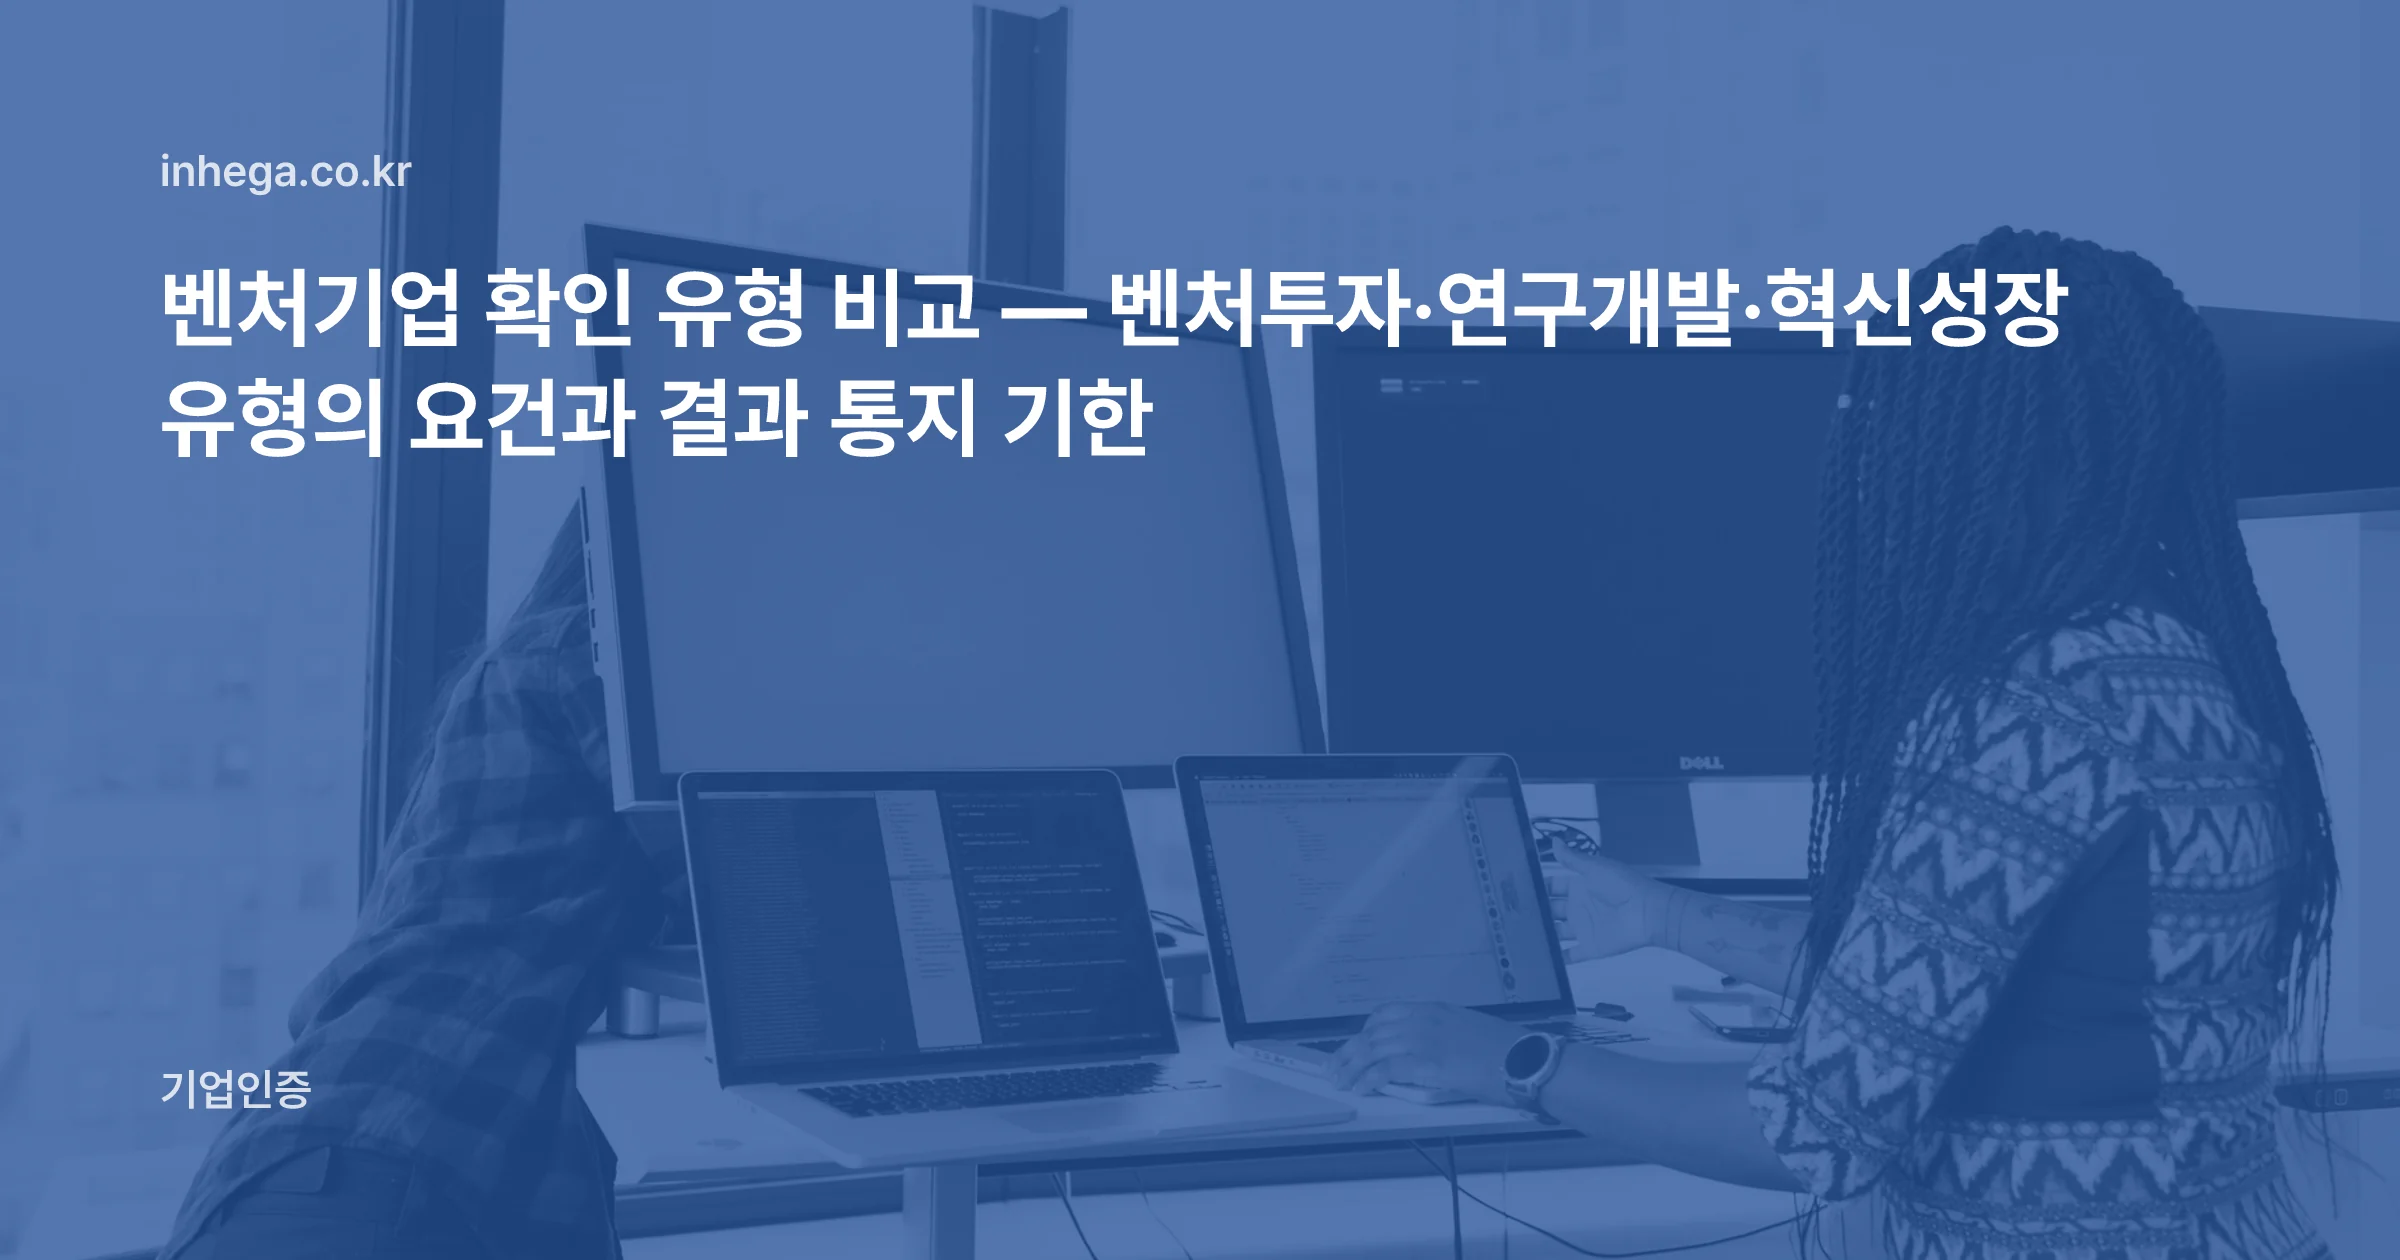 inhega.co.kr
벤처기업 확인 유형 비교 — 벤처투자·연구개발·혁신성장
유형의 요건과 결과 통지 기한
DELL
기업인증